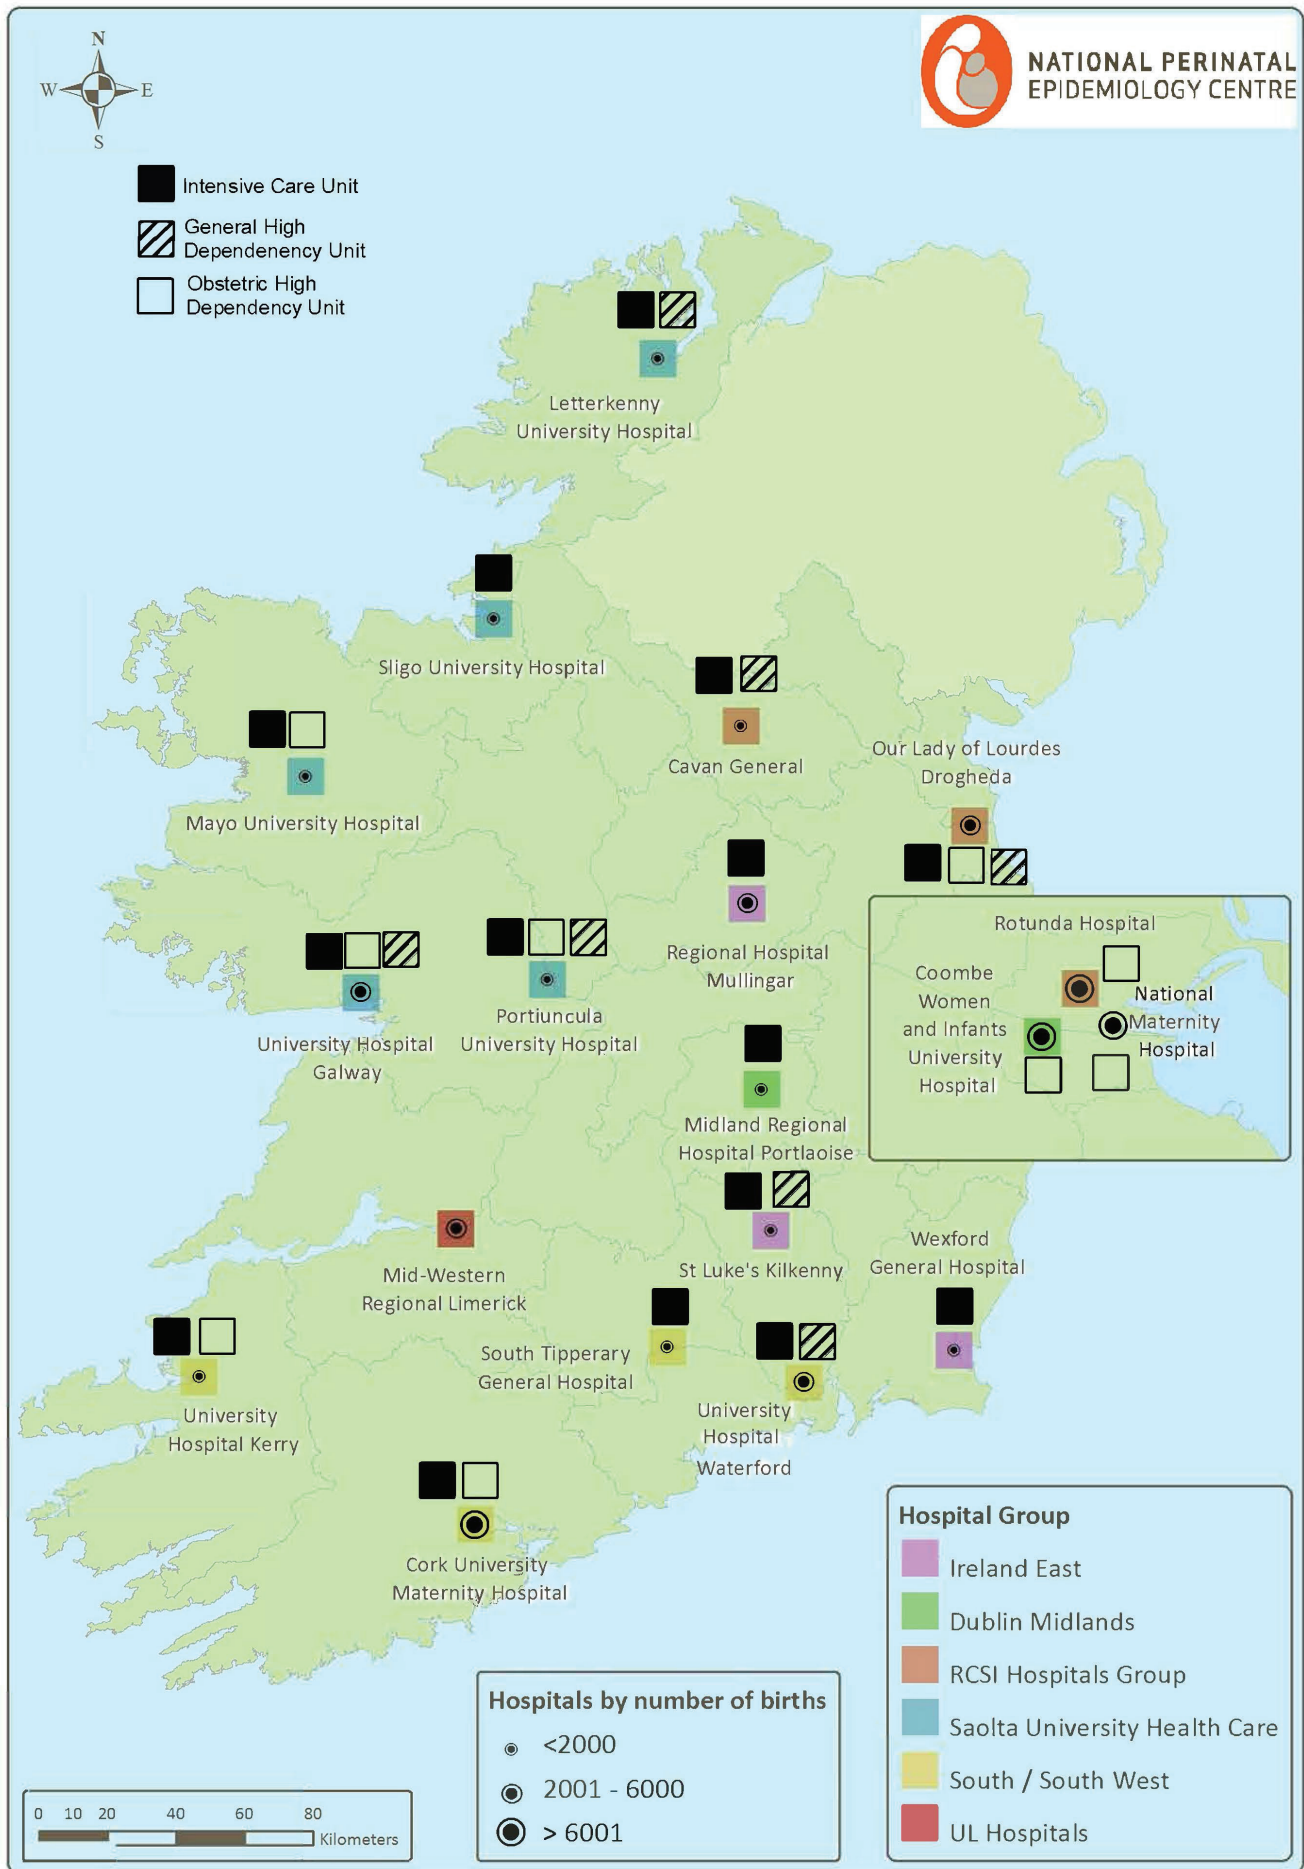 N
W E
S
NATIONAL PERINATAL
EPIDEMIOLOGY CENTRE
Intensive Care Unit
General High
Dependenency Unit
Obstetric High
Dependency Unit
Letterkenny
University Hospital
Sligo University Hospital
Cavan General
Our Lady of Lourdes
Drogheda
Mayo University Hospital
Regional Hospital
Mullingar
Rotunda Hospital
Coombe
Women
and Infants
University
Hospital
National
Maternity
Hospital
Portiuncula
University Hospital
University Hospital
Galway
Midland Regional
Hospital Portlaoise
Mid-Western
Regional Limerick
St Luke's Kilkenny
Wexford
General Hospital
South Tipperary
General Hospital
University
Hospital Kerry
University
Hospital
Waterford
Cork University
Maternity Hospital
Hospital Group
Ireland East
Dublin Midlands
RCSI Hospitals Group
Saolta University Health Care
South / South West
UL Hospitals
Hospitals by number of births
<2000
2001 - 6000
> 6001
0 10 20 40 60 80
Kilometers